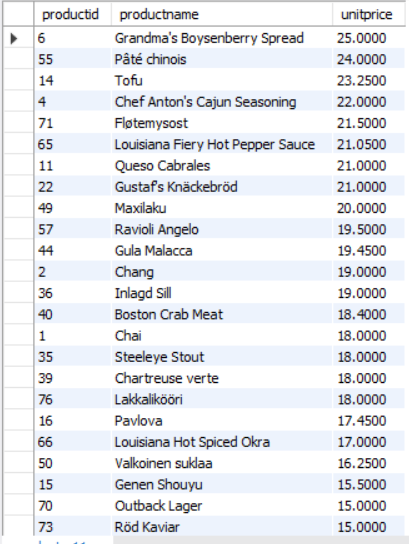 productid productname unitprice
6 Grandma's Boysenberry Spread 25.0000
55 Pâté chinois 24.0000
14 Tofu 23.2500
4 Chef Anton's Cajun Seasoning 22.0000
71 Fløtemysost 21.5000
65 Louisiana Fiery Hot Pepper Sauce 21.0500
11 Queso Cabrales 21.0000
22 Gustaf's Knäckebröd 21.0000
49 Maxilaku 20.0000
57 Ravioli Angelo 19.5000
44 Gula Malacca 19.4500
2 Chang 19.0000
36 Inlagd Sill 19.0000
40 Boston Crab Meat 18.4000
1 Chai 18.0000
35 Steeleye Stout 18.0000
39 Chartreuse verte 18.0000
76 Lakkalikööri 18.0000
16 Pavlova 17.4500
66 Louisiana Hot Spiced Okra 17.0000
50 Valkoinen suklaa 16.2500
15 Genen Shouyu 15.5000
70 Outback Lager 15.0000
73 Röd Kaviar 15.0000